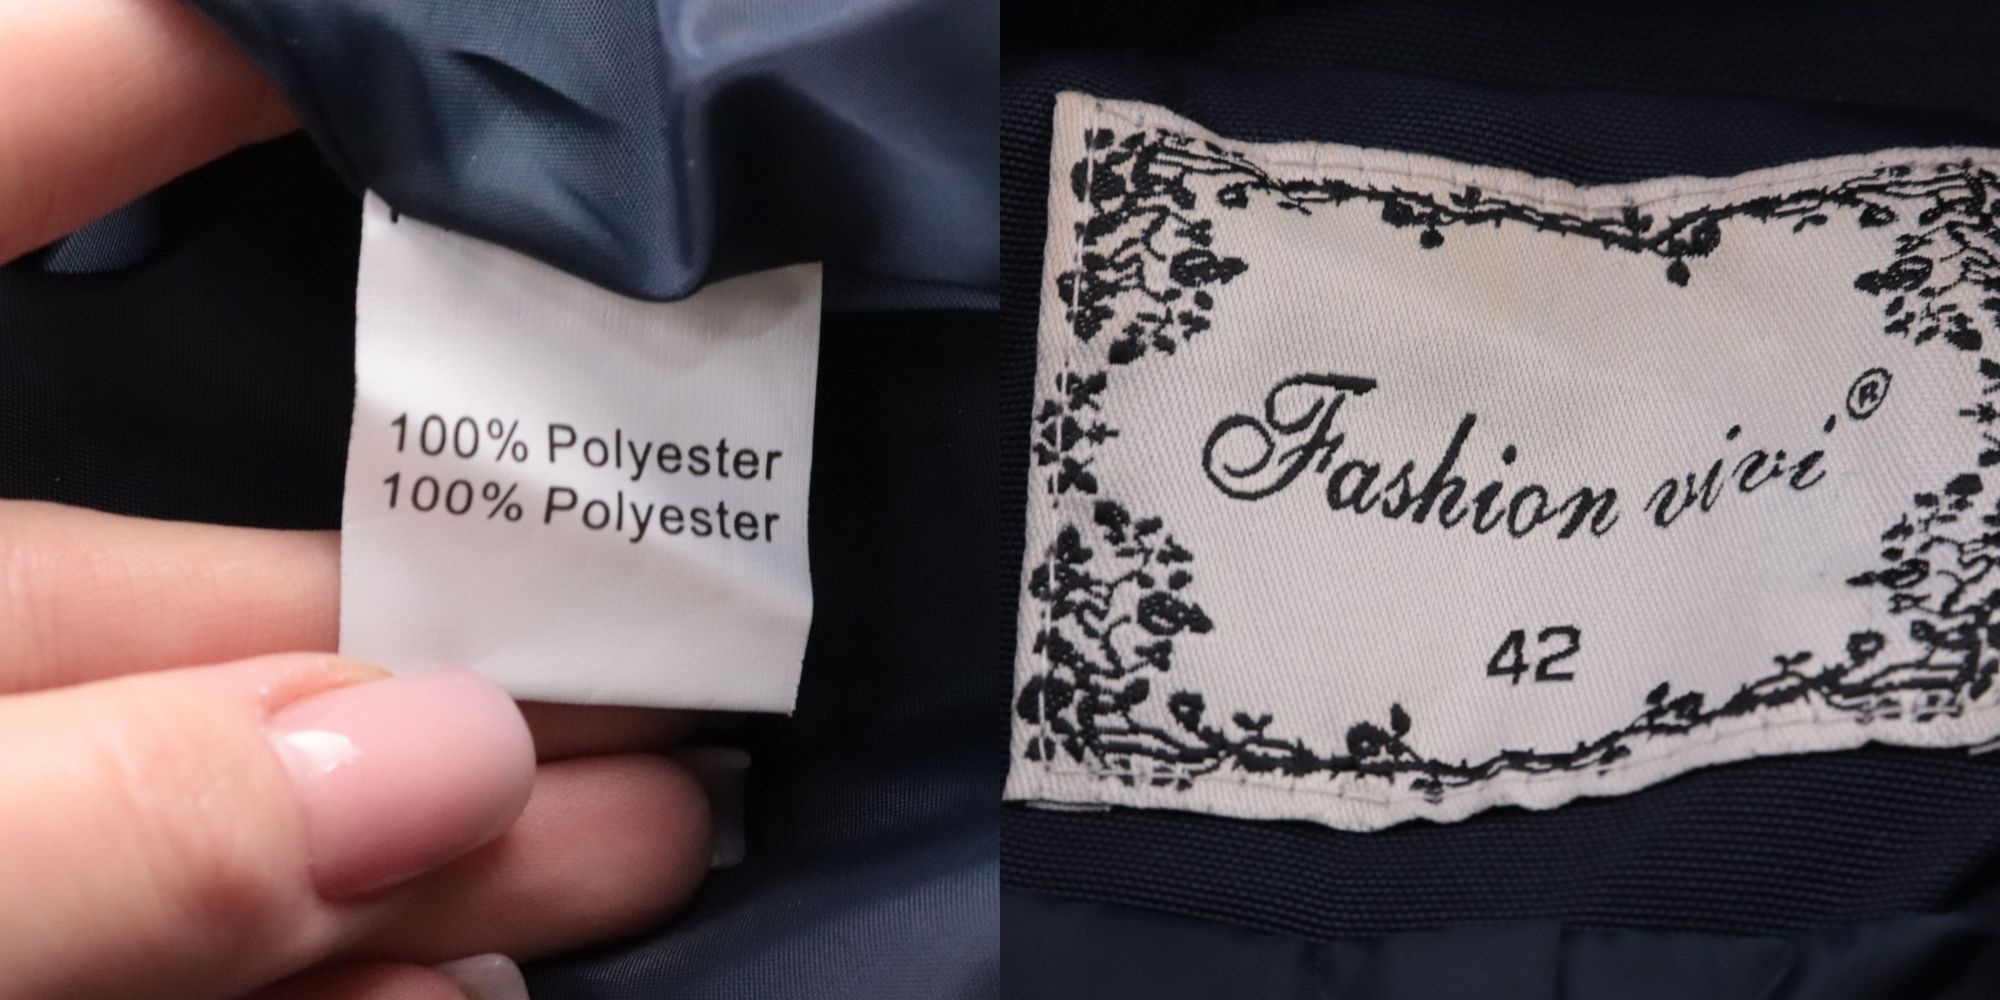 100% Polyester
100% Polyester
Fashion vivi®
42